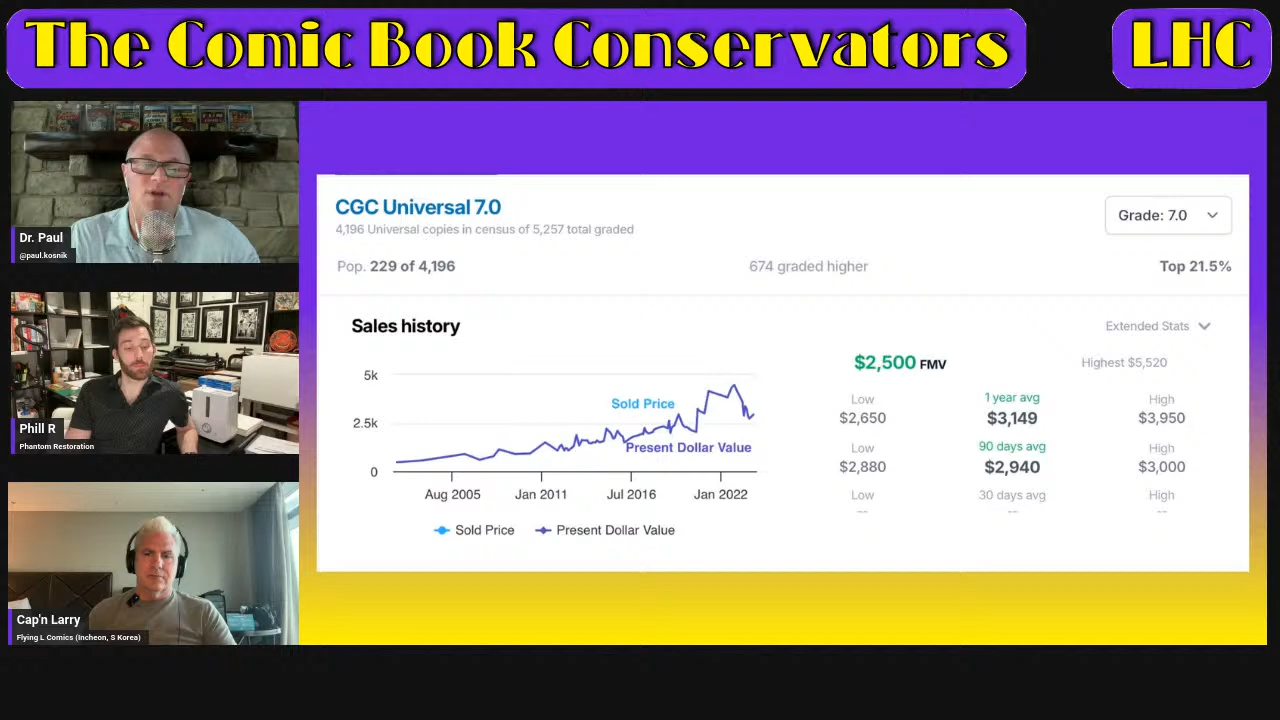 The Comic Book Conservators
LHC
Dr. Paul
@paul.kosnik
Phill R
Phantom Restoration
Cap'n Larry
Flying L Comics (Incheon, S Korea)
CGC Universal 7.0
4,196 Universal copies in census of 5,257 total graded
Grade: 7.0
Pop. 229 of 4,196
674 graded higher
Top 21.5%
Sales history
Extended Stats
5k
2.5k
0
Sold Price
Present Dollar Value
Aug 2005 Jan 2011 Jul 2016 Jan 2022
Sold Price Present Dollar Value
$2,500 FMV
Highest $5,520
Low 1 year avg High
$2,650 $3,149 $3,950
Low 90 days avg High
$2,880 $2,940 $3,000
Low 30 days avg High
-- -- --